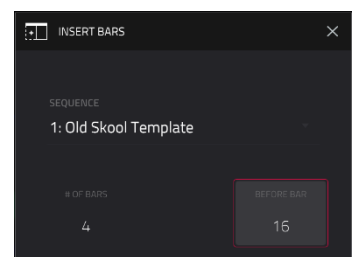 INSERT BARS
SEQUENCE
1: Old Skool Template
# OF BARS
BEFORE BAR
4
16